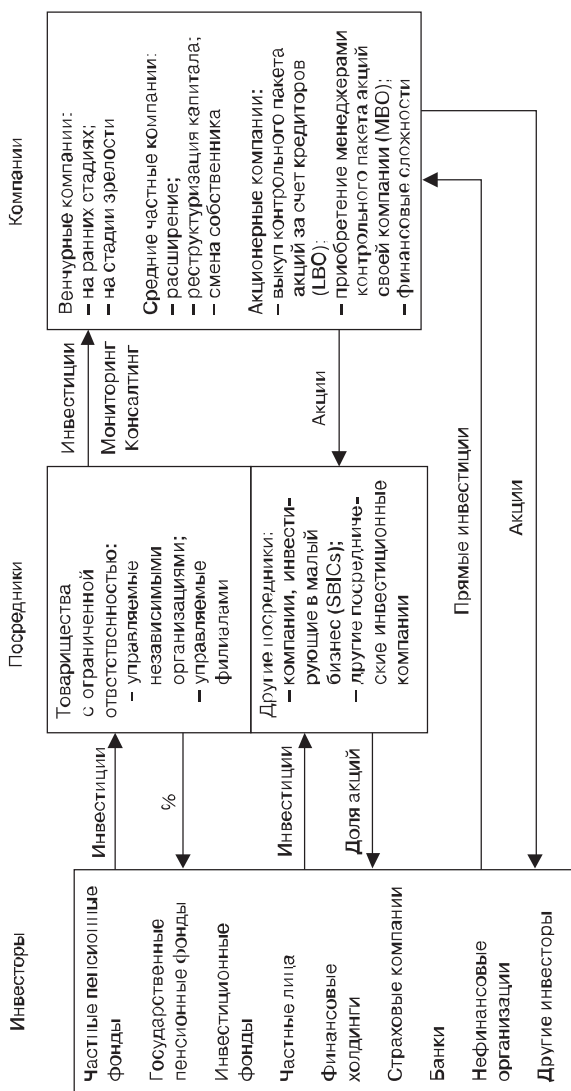 Инвесторы
Частные пенсионные
фонды
Государственные
пенсионные фонды
Инвестиционные
фонды
Частные лица
Финансовые
холдинги
Страховые компании
Банки
Нефинансовые
организации
Другие инвесторы
Инвестиции
%
Инвестиции
Доля акций
Посредники
Товарищества
с ограниченной
ответственностью:
– управляемые
независимыми
организациями;
– управляемые
филиалами
Другие посредники:
– компании, инвести-
рующие в малый
бизнес (SBICs);
– другие посредниче-
ские инвестиционные
компании
Инвестиции
Мониторинг
Консалтинг
Акции
Прямые инвестиции
Акции
Компании
Венчурные компании:
– на ранних стадиях;
– на стадии зрелости
Средние частные компании:
– расширение;
– реструктуризация капитала;
– смена собственника
Акционерные компании:
– выкуп контрольного пакета
акций за счет кредиторов
(LBO);
– приобретение менеджерами
контрольного пакета акций
своей компании (MBO);
– финансовые сложности